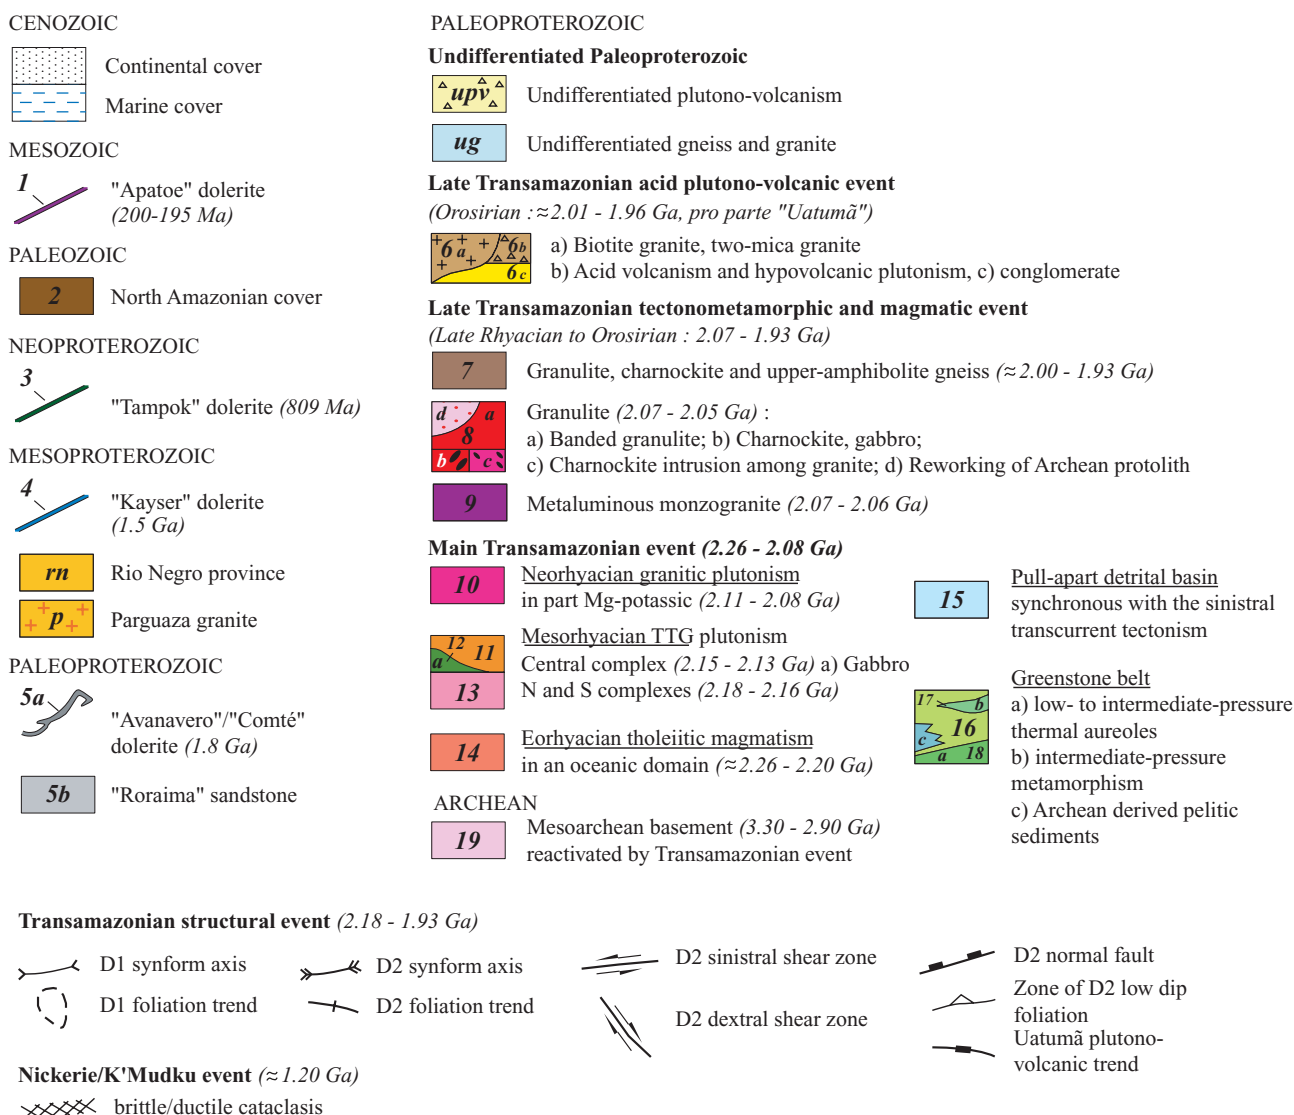 CENOZOIC
Continental cover
Marine cover
MESOZOIC
1
"Apatoe" dolerite
(200-195 Ma)
PALEOZOIC
2
North Amazonian cover
NEOPROTEROZOIC
3
"Tampok" dolerite (809 Ma)
MESOPROTEROZOIC
4
"Kayser" dolerite
(1.5 Ga)
rn
Rio Negro province
p
Parguaza granite
PALEOPROTEROZOIC
5a
"Avanavero"/"Comté"
dolerite (1.8 Ga)
5b
"Roraima" sandstone
PALEOPROTEROZOIC
Undifferentiated Paleoproterozoic
upv
Undifferentiated plutono-volcanism
ug
Undifferentiated gneiss and granite
Late Transamazonian acid plutono-volcanic event
(Orosirian : ≈2.01 - 1.96 Ga, pro parte "Uatumã")
6a
6b
6c
a) Biotite granite, two-mica granite
b) Acid volcanism and hypovolcanic plutonism, c) conglomerate
Late Transamazonian tectonometamorphic and magmatic event
(Late Rhyacian to Orosirian : 2.07 - 1.93 Ga)
7
Granulite, charnockite and upper-amphibolite gneiss (≈2.00 - 1.93 Ga)
d
a
8
b
c
Granulite (2.07 - 2.05 Ga) :
a) Banded granulite; b) Charnockite, gabbro;
c) Charnockite intrusion among granite; d) Reworking of Archean protolith
9
Metaluminous monzogranite (2.07 - 2.06 Ga)
Main Transamazonian event (2.26 - 2.08 Ga)
10
Neorhyacian granitic plutonism
in part Mg-potassic (2.11 - 2.08 Ga)
12
11
a
Mesorhyacian TTG plutonism
Central complex (2.15 - 2.13 Ga) a) Gabbro
13
N and S complexes (2.18 - 2.16 Ga)
14
Eorhyacian tholeiitic magmatism
in an oceanic domain (≈2.26 - 2.20 Ga)
ARCHEAN
19
Mesoarchean basement (3.30 - 2.90 Ga)
reactivated by Transamazonian event
15
Pull-apart detrital basin
synchronous with the sinistral
transcurrent tectonism
17
b
16
c
a
18
Greenstone belt
a) low- to intermediate-pressure
thermal aureoles
b) intermediate-pressure
metamorphism
c) Archean derived pelitic
sediments
Transamazonian structural event (2.18 - 1.93 Ga)
D1 synform axis
D1 foliation trend
D2 synform axis
D2 foliation trend
D2 sinistral shear zone
D2 dextral shear zone
D2 normal fault
Zone of D2 low dip
foliation
Uatumã plutono-
volcanic trend
Nickerie/K'Mudku event (≈1.20 Ga)
brittle/ductile cataclasis